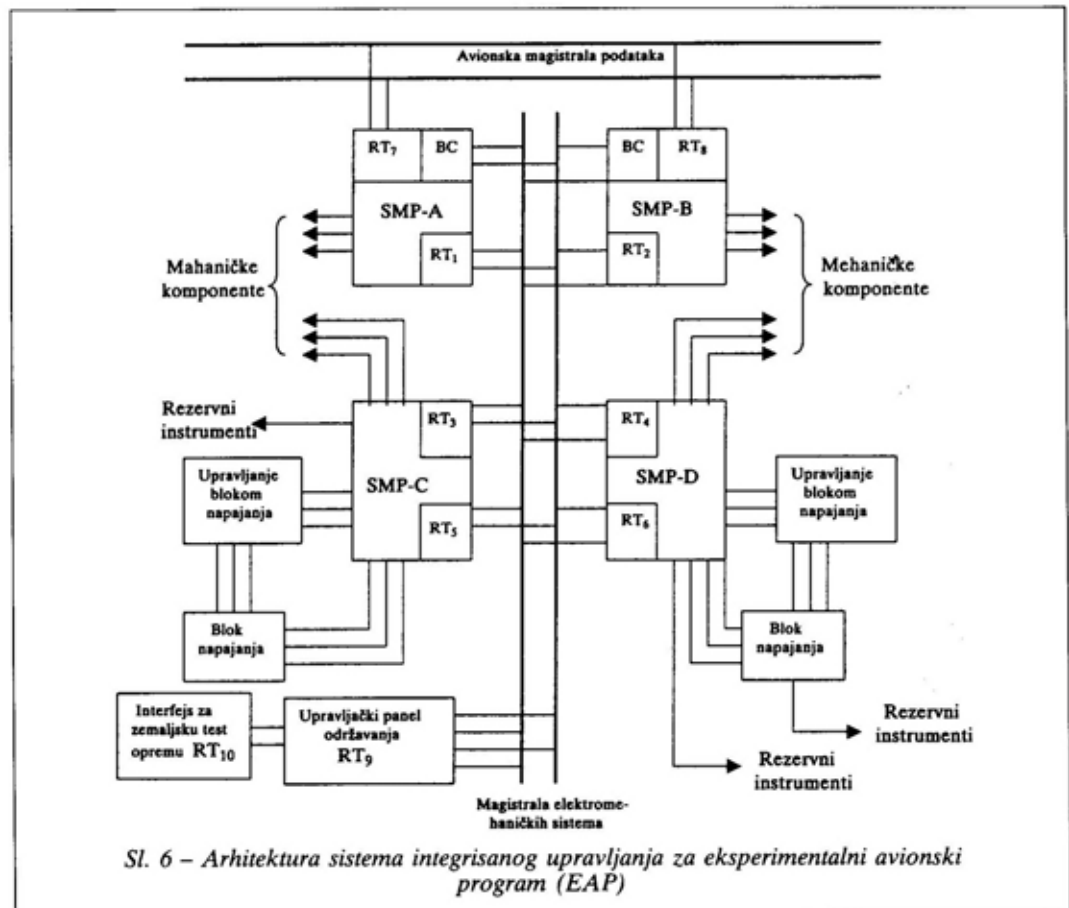 Avionska magistrala podataka
RT7
BC
BC
RT8
SMP-A
SMP-B
RT1
RT2
Mahaničke
komponente
Mehaničke
komponente
Rezervni
instrumenti
RT3
RT4
SMP-C
SMP-D
RT5
RT6
Upravljanje
blokom
napajanja
Upravljanje
blokom
napajanja
Blok
napajanja
Blok
napajanja
Interfejs za
zemaljsku test
opremu RT10
Upravljački panel
održavanja
RT9
Rezervni
instrumenti
Rezervni
instrumenti
Magistrala elektrome-
haničkih sistema
Sl. 6 – Arhitektura sistema integrisanog upravljanja za eksperimentalni avionski
program (EAP)